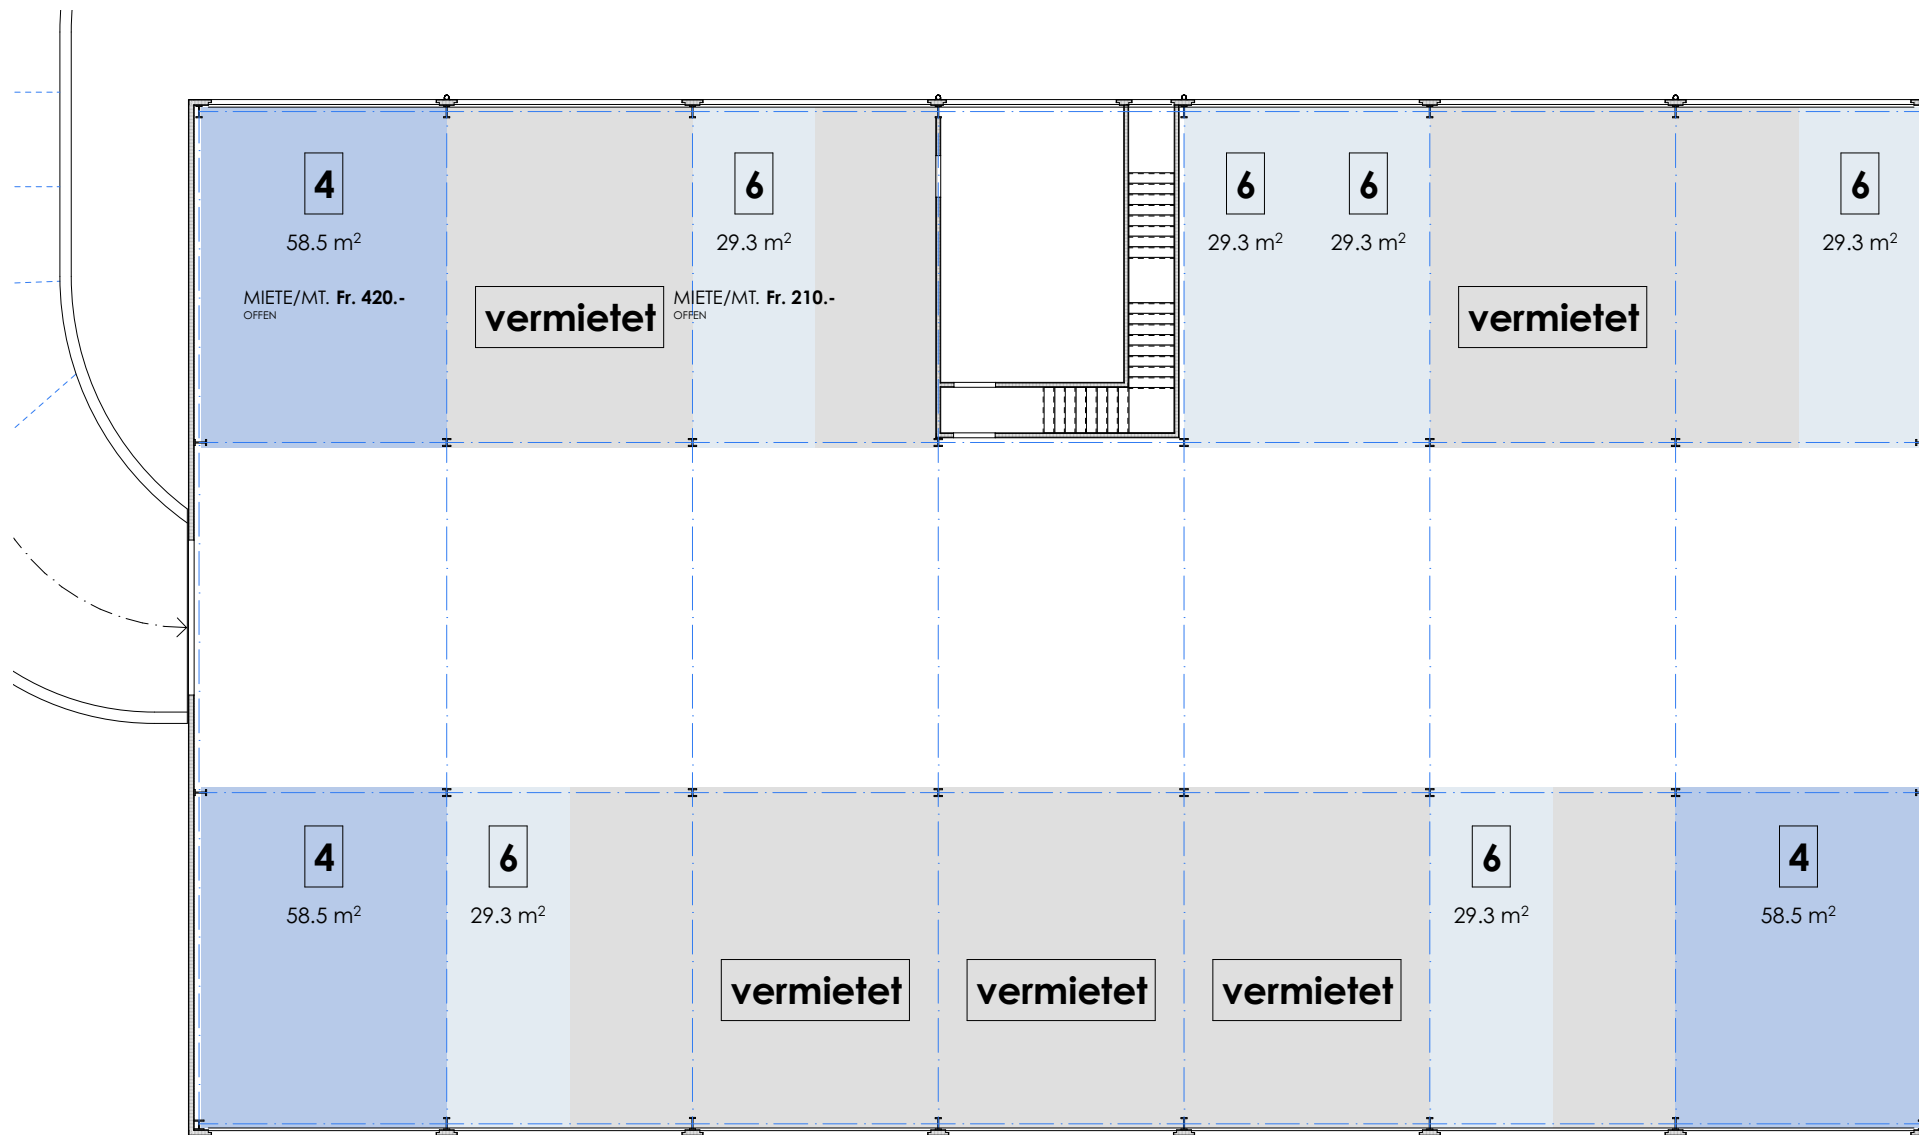 4
58.5 m²
MIETE/MT. Fr. 420.-
OFFEN
vermietet
6
29.3 m²
MIETE/MT. Fr. 210.-
OFFEN
6
29.3 m²
6
29.3 m²
vermietet
6
29.3 m²
4
58.5 m²
6
29.3 m²
vermietet
vermietet
vermietet
6
29.3 m²
4
58.5 m²